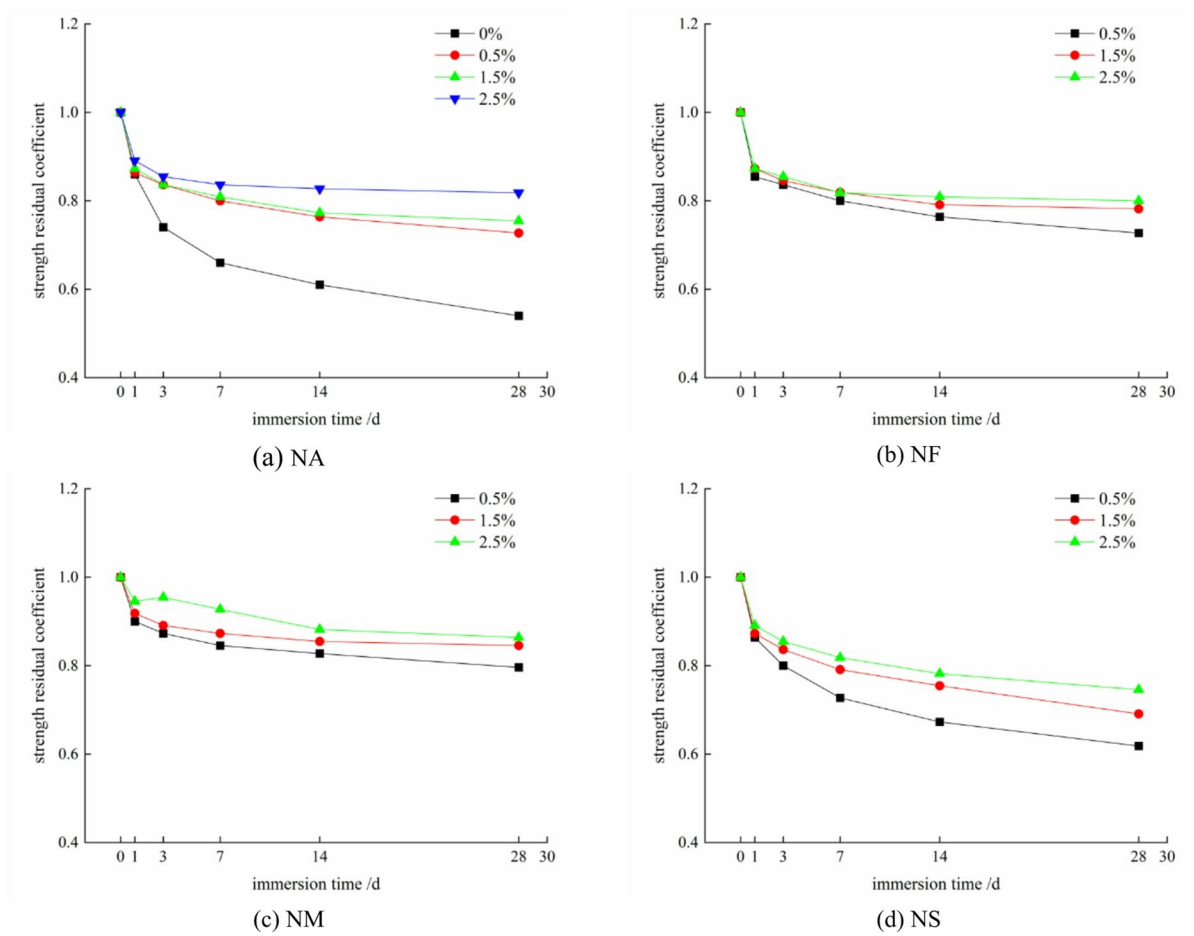 1.2
1.0
0.8
0.6
0.4
strength residual coefficient
0%
0.5%
1.5%
2.5%
0 1 3 7 14 28 30
immersion time /d
(a) NA
1.2
1.0
0.8
0.6
0.4
strength residual coefficient
0.5%
1.5%
2.5%
0 1 3 7 14 28 30
immersion time /d
(b) NF
1.2
1.0
0.8
0.6
0.4
strength residual coefficient
0.5%
1.5%
2.5%
0 1 3 7 14 28 30
immersion time /d
(c) NM
1.2
1.0
0.8
0.6
0.4
strength residual coefficient
0.5%
1.5%
2.5%
0 1 3 7 14 28 30
immersion time /d
(d) NS